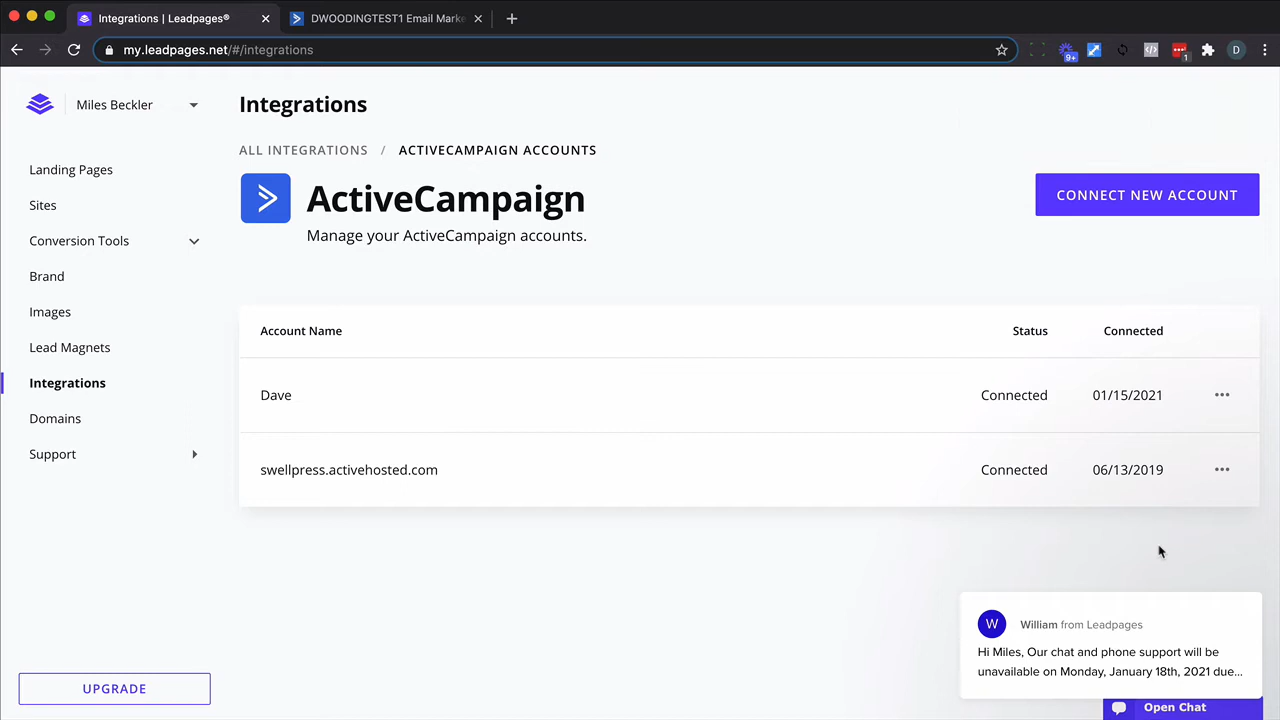 Integrations | Leadpages®
DWOODINGTEST1 Email Marke
my.leadpages.net/#/integrations
9+
1
D
Miles Beckler
Landing Pages
Sites
Conversion Tools
Brand
Images
Lead Magnets
Integrations
Domains
Support
UPGRADE
Integrations
ALL INTEGRATIONS / ACTIVECAMPAIGN ACCOUNTS
ActiveCampaign
Manage your ActiveCampaign accounts.
CONNECT NEW ACCOUNT
Account Name Status Connected
Dave Connected 01/15/2021
swellpress.activehosted.com Connected 06/13/2019
W
William from Leadpages
Hi Miles, Our chat and phone support will be
unavailable on Monday, January 18th, 2021 due...
Open Chat